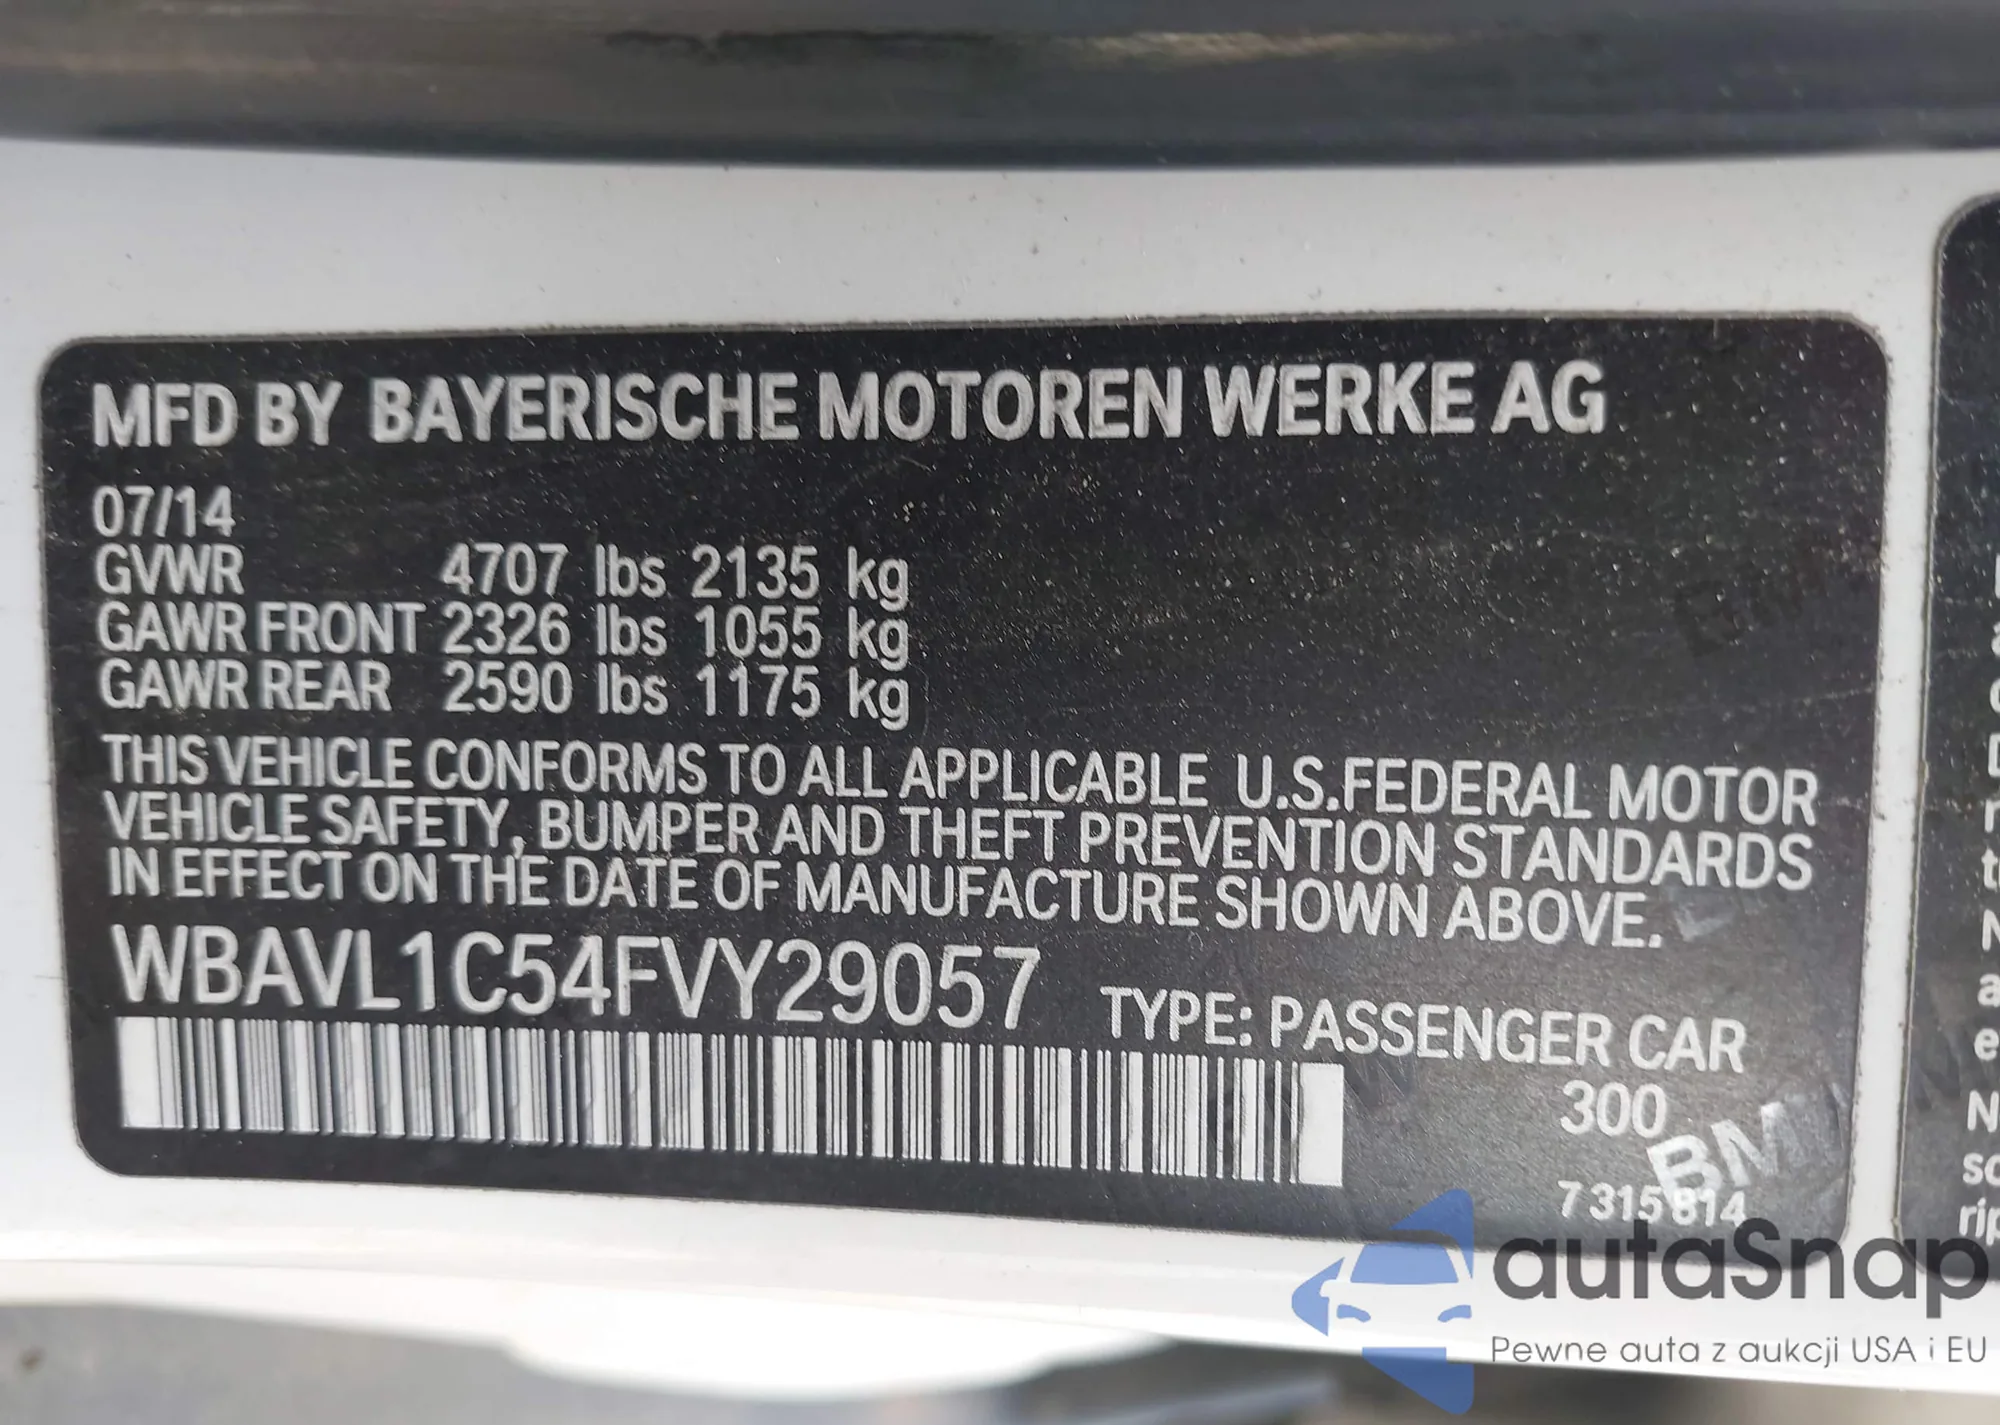 MFD BY BAYERISCHE MOTOREN WERKE AG
07/14
GVWR 4707 lbs 2135 kg
GAWR FRONT 2326 lbs 1055 kg
GAWR REAR 2590 lbs 1175 kg
THIS VEHICLE CONFORMS TO ALL APPLICABLE U.S.FEDERAL MOTOR
VEHICLE SAFETY, BUMPER AND THEFT PREVENTION STANDARDS
IN EFFECT ON THE DATE OF MANUFACTURE SHOWN ABOVE.
WBAVL1C54FVY29057
TYPE: PASSENGER CAR
300
BMW
7315814
autaSnap
Pewne auta z aukcji USA i EU